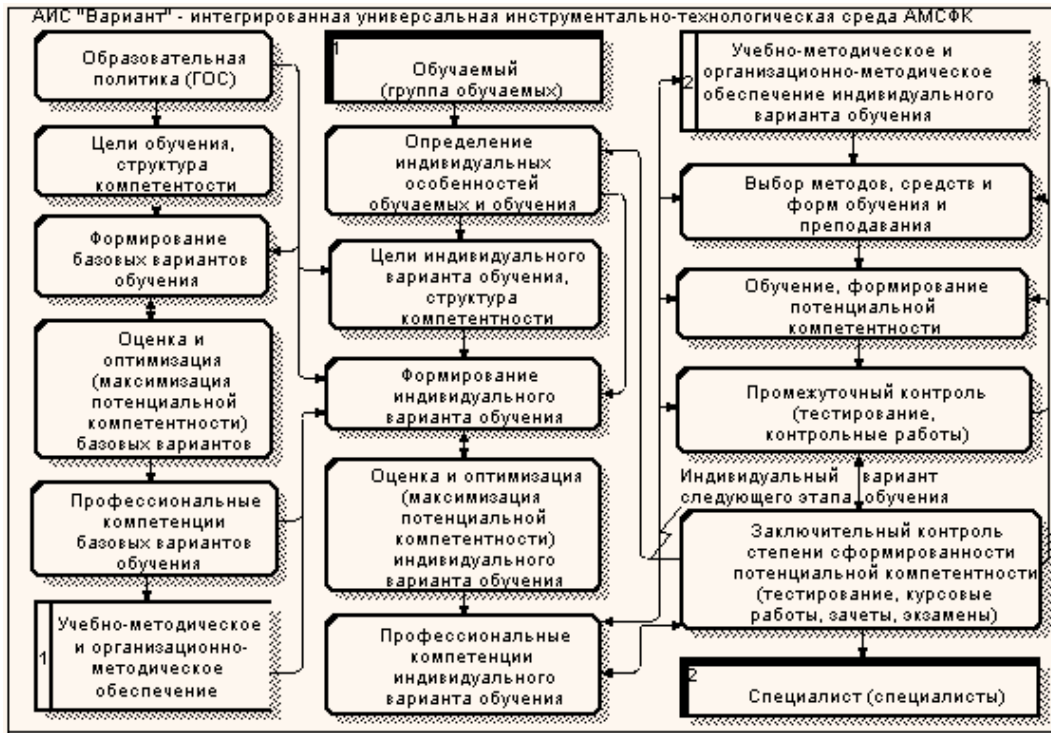 АИС "Вариант" - интегрированная универсальная инструментально-технологическая среда АМСФК
Образовательная
политика (ГОС)
Цели обучения,
структура
компетентости
Формирование
базовых вариантов
обучения
Оценка и
оптимизация
(максимизация
потенциальной
компетентности)
базовых вариантов
Профессиональные
компетенции
базовых вариантов
обучения
1
Учебно-методическое
и организационно-
методическое
обеспечение
1
Обучаемый
(группа обучаемых)
Определение
индивидуальных
особенностей
обучаемых и обучения
Цели индивидуального
варианта обучения,
структура
компетентности
Формирование
индивидуального
варианта обучения
Оценка и оптимизация
(максимизация
потенциальной
компетентности)
индивидуального
варианта обучения
Профессиональные
компетенции
индивидуального
варианта обучения
2
Учебно-методическое и
организационно-методическое
обеспечение индивидуального
варианта обучения
Выбор методов, средств и
форм обучения и
преподавания
Обучение, формирование
потенциальной
компетентности
Промежуточный контроль
(тестирование,
контрольные работы)
Индивидуальный вариант
следующего этапа обучения
Заключительный контроль
степени сформированности
потенциальной компетентности
(тестирование, курсовые
работы, зачеты, экзамены)
2
Специалист (специалисты)